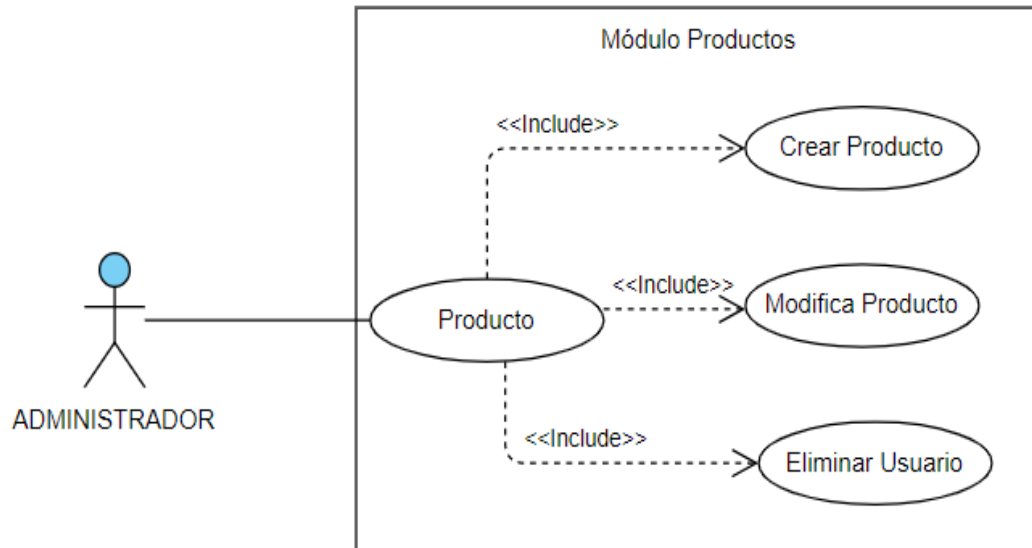 Módulo Productos
<<Include>>
Crear Producto
<<Include>>
Modifica Producto
Producto
ADMINISTRADOR
<<Include>>
Eliminar Usuario